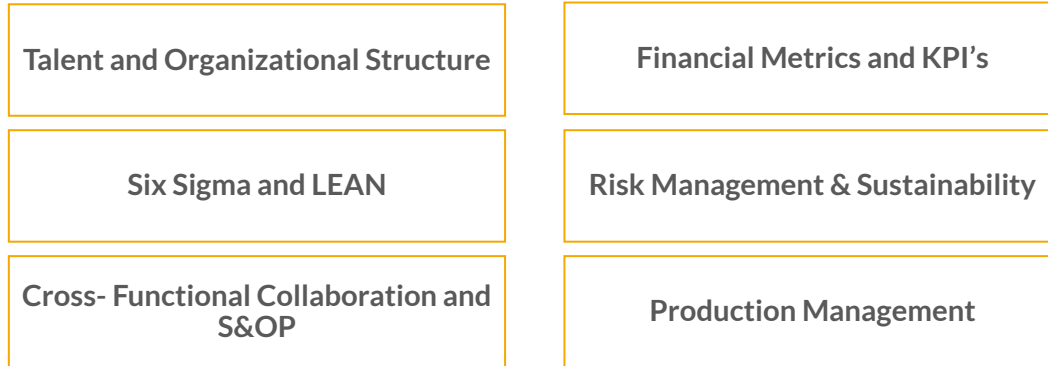 Talent and Organizational Structure
Financial Metrics and KPI’s
Six Sigma and LEAN
Risk Management & Sustainability
Cross- Functional Collaboration and
S&OP
Production Management